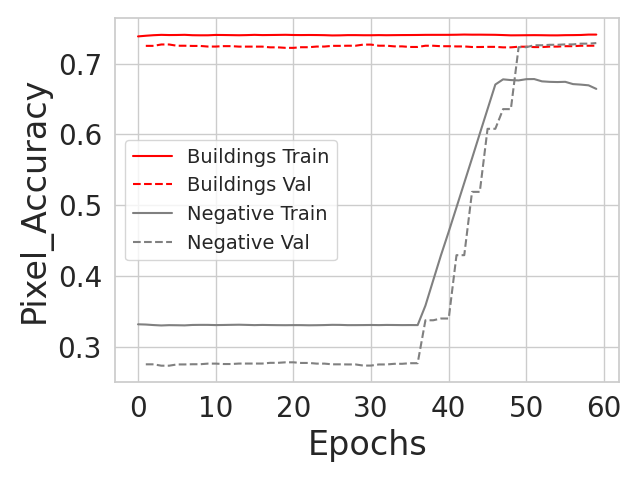 0.7
0.6
0.5
0.4
0.3
Pixel_Accuracy
Buildings Train
Buildings Val
Negative Train
Negative Val
0 10 20 30 40 50 60
Epochs